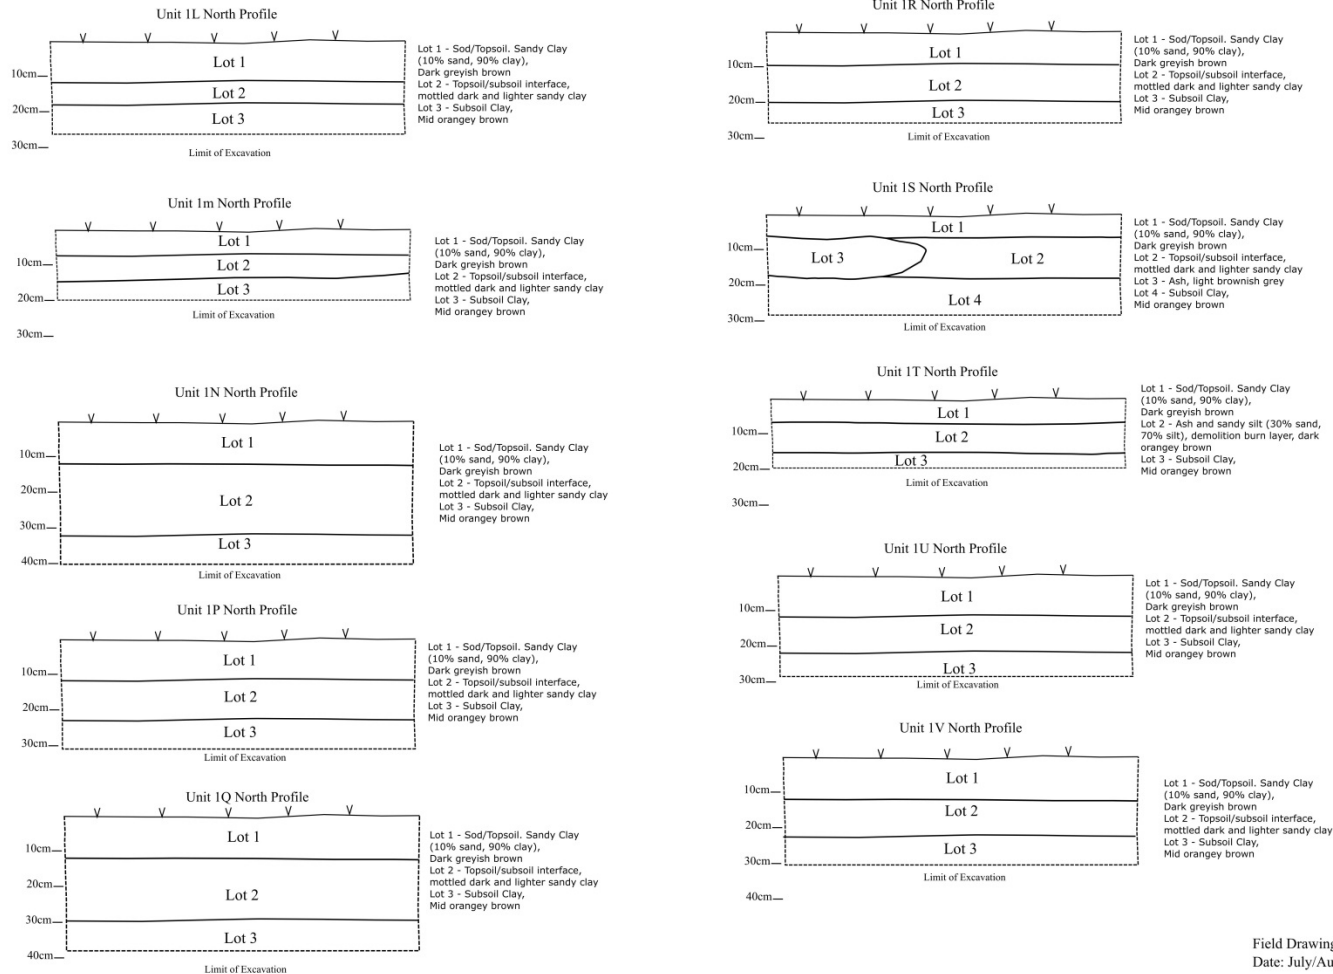 Unit 1L North Profile
Lot 1
Lot 2
Lot 3
10cm
20cm
30cm
Limit of Excavation
Lot 1 - Sod/Topsoil. Sandy Clay
(10% sand, 90% clay),
Dark greyish brown
Lot 2 - Topsoil/subsoil interface,
mottled dark and lighter sandy clay
Lot 3 - Subsoil Clay,
Mid orangey brown
Unit 1m North Profile
Lot 1
Lot 2
Lot 3
10cm
20cm
30cm
Limit of Excavation
Lot 1 - Sod/Topsoil. Sandy Clay
(10% sand, 90% clay),
Dark greyish brown
Lot 2 - Topsoil/subsoil interface,
mottled dark and lighter sandy clay
Lot 3 - Subsoil Clay,
Mid orangey brown
Unit 1N North Profile
Lot 1
Lot 2
Lot 3
10cm
20cm
30cm
40cm
Limit of Excavation
Lot 1 - Sod/Topsoil. Sandy Clay
(10% sand, 90% clay),
Dark greyish brown
Lot 2 - Topsoil/subsoil interface,
mottled dark and lighter sandy clay
Lot 3 - Subsoil Clay,
Mid orangey brown
Unit 1P North Profile
Lot 1
Lot 2
Lot 3
10cm
20cm
30cm
Limit of Excavation
Lot 1 - Sod/Topsoil. Sandy Clay
(10% sand, 90% clay),
Dark greyish brown
Lot 2 - Topsoil/subsoil interface,
mottled dark and lighter sandy clay
Lot 3 - Subsoil Clay,
Mid orangey brown
Unit 1Q North Profile
Lot 1
Lot 2
Lot 3
10cm
20cm
30cm
40cm
Limit of Excavation
Lot 1 - Sod/Topsoil. Sandy Clay
(10% sand, 90% clay),
Dark greyish brown
Lot 2 - Topsoil/subsoil interface,
mottled dark and lighter sandy clay
Lot 3 - Subsoil Clay,
Mid orangey brown
Unit 1R North Profile
Lot 1
Lot 2
Lot 3
10cm
20cm
30cm
Limit of Excavation
Lot 1 - Sod/Topsoil. Sandy Clay
(10% sand, 90% clay),
Dark greyish brown
Lot 2 - Topsoil/subsoil interface,
mottled dark and lighter sandy clay
Lot 3 - Subsoil Clay,
Mid orangey brown
Unit 1S North Profile
Lot 1
Lot 3
Lot 2
Lot 4
10cm
20cm
30cm
Limit of Excavation
Lot 1 - Sod/Topsoil. Sandy Clay
(10% sand, 90% clay),
Dark greyish brown
Lot 2 - Topsoil/subsoil interface,
mottled dark and lighter sandy clay
Lot 3 - Ash, light brownish grey
Lot 4 - Subsoil Clay,
Mid orangey brown
Unit 1T North Profile
Lot 1
Lot 2
Lot 3
10cm
20cm
30cm
Limit of Excavation
Lot 1 - Sod/Topsoil. Sandy Clay
(10% sand, 90% clay),
Dark greyish brown
Lot 2 - Ash and sandy silt (30% sand,
70% silt), demolition burn layer, dark
orangey brown
Lot 3 - Subsoil Clay,
Mid orangey brown
Unit 1U North Profile
Lot 1
Lot 2
Lot 3
10cm
20cm
30cm
Limit of Excavation
Lot 1 - Sod/Topsoil. Sandy Clay
(10% sand, 90% clay),
Dark greyish brown
Lot 2 - Topsoil/subsoil interface,
mottled dark and lighter sandy clay
Lot 3 - Subsoil Clay,
Mid orangey brown
Unit 1V North Profile
Lot 1
Lot 2
Lot 3
10cm
20cm
30cm
40cm
Limit of Excavation
Lot 1 - Sod/Topsoil. Sandy Clay
(10% sand, 90% clay),
Dark greyish brown
Lot 2 - Topsoil/subsoil interface,
mottled dark and lighter sandy clay
Lot 3 - Subsoil Clay,
Mid orangey brown
Field Drawing
Date: July/Au